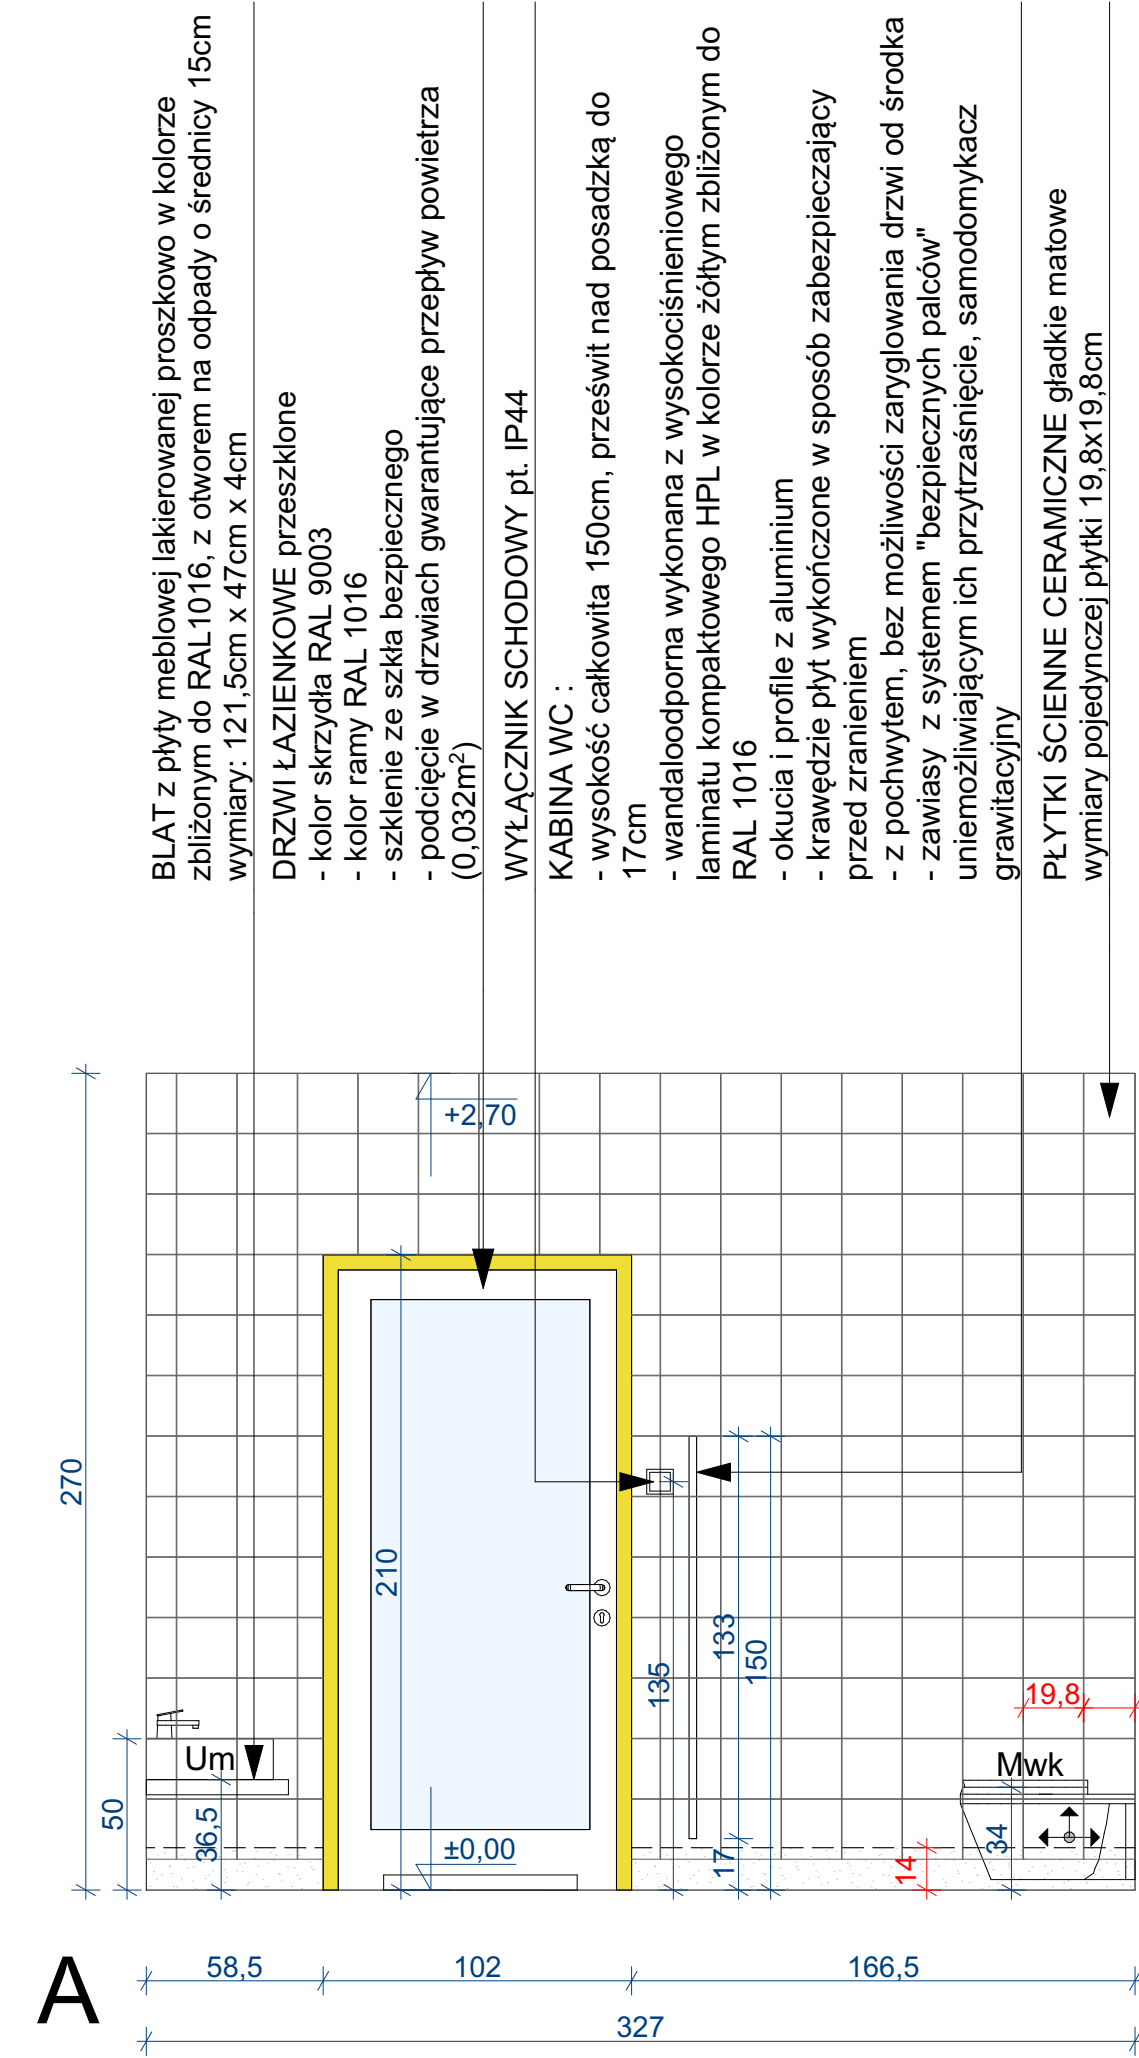 BLAT z płyty meblowej lakierowanej proszkowo w kolorze
zbliżonym do RAL1016, z otworem na odpady o średnicy 15cm
wymiary: 121,5cm x 47cm x 4cm
DRZWI ŁAZIENKOWE przeszklone
- kolor skrzydła RAL 9003
- kolor ramy RAL 1016
- szklenie ze szkła bezpiecznego
- podcięcie w drzwiach gwarantujące przepływ powietrza
(0,032m²)
WYŁĄCZNIK SCHODOWY pt. IP44
KABINA WC :
- wysokość całkowita 150cm, prześwit nad posadzką do
17cm
- wandaloodporna wykonana z wysokociśnieniowego
laminatu kompaktowego HPL w kolorze żółtym zbliżonym do
RAL 1016
- okucia i profile z aluminium
- krawędzie płyt wykończone w sposób zabezpieczający
przed zranieniem
- z pochwytem, bez możliwości zaryglowania drzwi od środka
- zawiasy  z systemem "bezpiecznych palców"
uniemożliwiającym ich przytrzaśnięcie, samodomykacz
grawitacyjny
PŁYTKI ŚCIENNE CERAMICZNE gładkie matowe
wymiary pojedynczej płytki 19,8x19,8cm
+2,70
270
210
133
150
135
19,8
Um
Mwk
50
36,5
±0,00
17
14
34
A
58,5
102
166,5
327